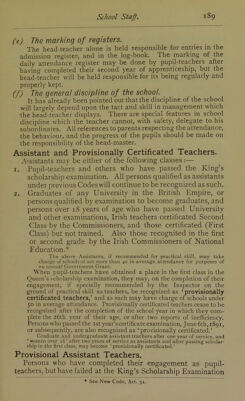 School Staff. 189
(e) The marking of registers.
The head-teacher alone is held responsible for entries in the
admission register, and in the log-book. The marking of the
daily attendance register may be done by pupil-teachers after
having completed their second year of apprenticeship, but the
head-teacher will be held responsible for its being regularly and
properly kept.
(f) The general discipline of the school.
It has already been pointed out that the discipline of the school
will largely depend upon the tact and skill in management which
the head-teacher displays. There are special features in school
discipline which the teacher cannot, with safety, delegate to his
subordinates. All references to parents respecting the attendance,
the behaviour, and the progress of the pupils should be made on
the responsibility of the head-master.
Assistant and Provisionally Certificated Teachers.
Assistants may be either of the following classes :—
1. Pupil-teachers and others who have passed the King's
scholarship examination. All persons qualified as assistants
under previous Codes will continue to be recognized as such.
2. Graduates of any University in the British Empire, or
persons qualified by examination to become graduates, and
persons over 18 years of age who have passed University
and other examinations, Irish teachers certificated Second
Class by the Commissioners, and those certificated (First
Class) but not trained. Also those recognised in the first
or second grade by the Irish Commissioners of National
Education.*
The above Assistants, if recommended for practical skill, may take
charge of schools of not more than 40 in average attendance for purposes of
an annual Government Grant.
When pupil-teachers have obtained a place in the first class in the
Queen's scholarship examination, they may, on the completion of their
engagement, if specially recommended by the Inspector on the
ground of practical skill as teachers, be recognised as 'provisionally
certificated teachers,' and as such may have charge of schools under
50 in average attendance. Provisionally certificated teachers cease to be
recognised after the completion of the school year in which they com-
plete the 26th year of their age, or after two reports of inefficiency.
Persons who passed the 1st year's certificate examination, June 6th, 1891,
or subsequently, are also recognised as 'provisionally certificated.'
Graduate and undergraduate assistant teachers after one year of service, and
'women over 18' after two years of service as assistants and after passing scholar-
ship in the first class, may become 'provisionally certificated.'
Provisional Assistant Teachers.
Persons who have completed their engagement as pupil-
teachers, but have failed at the King's Scholarship Examination
* See New Code, Art. 51.